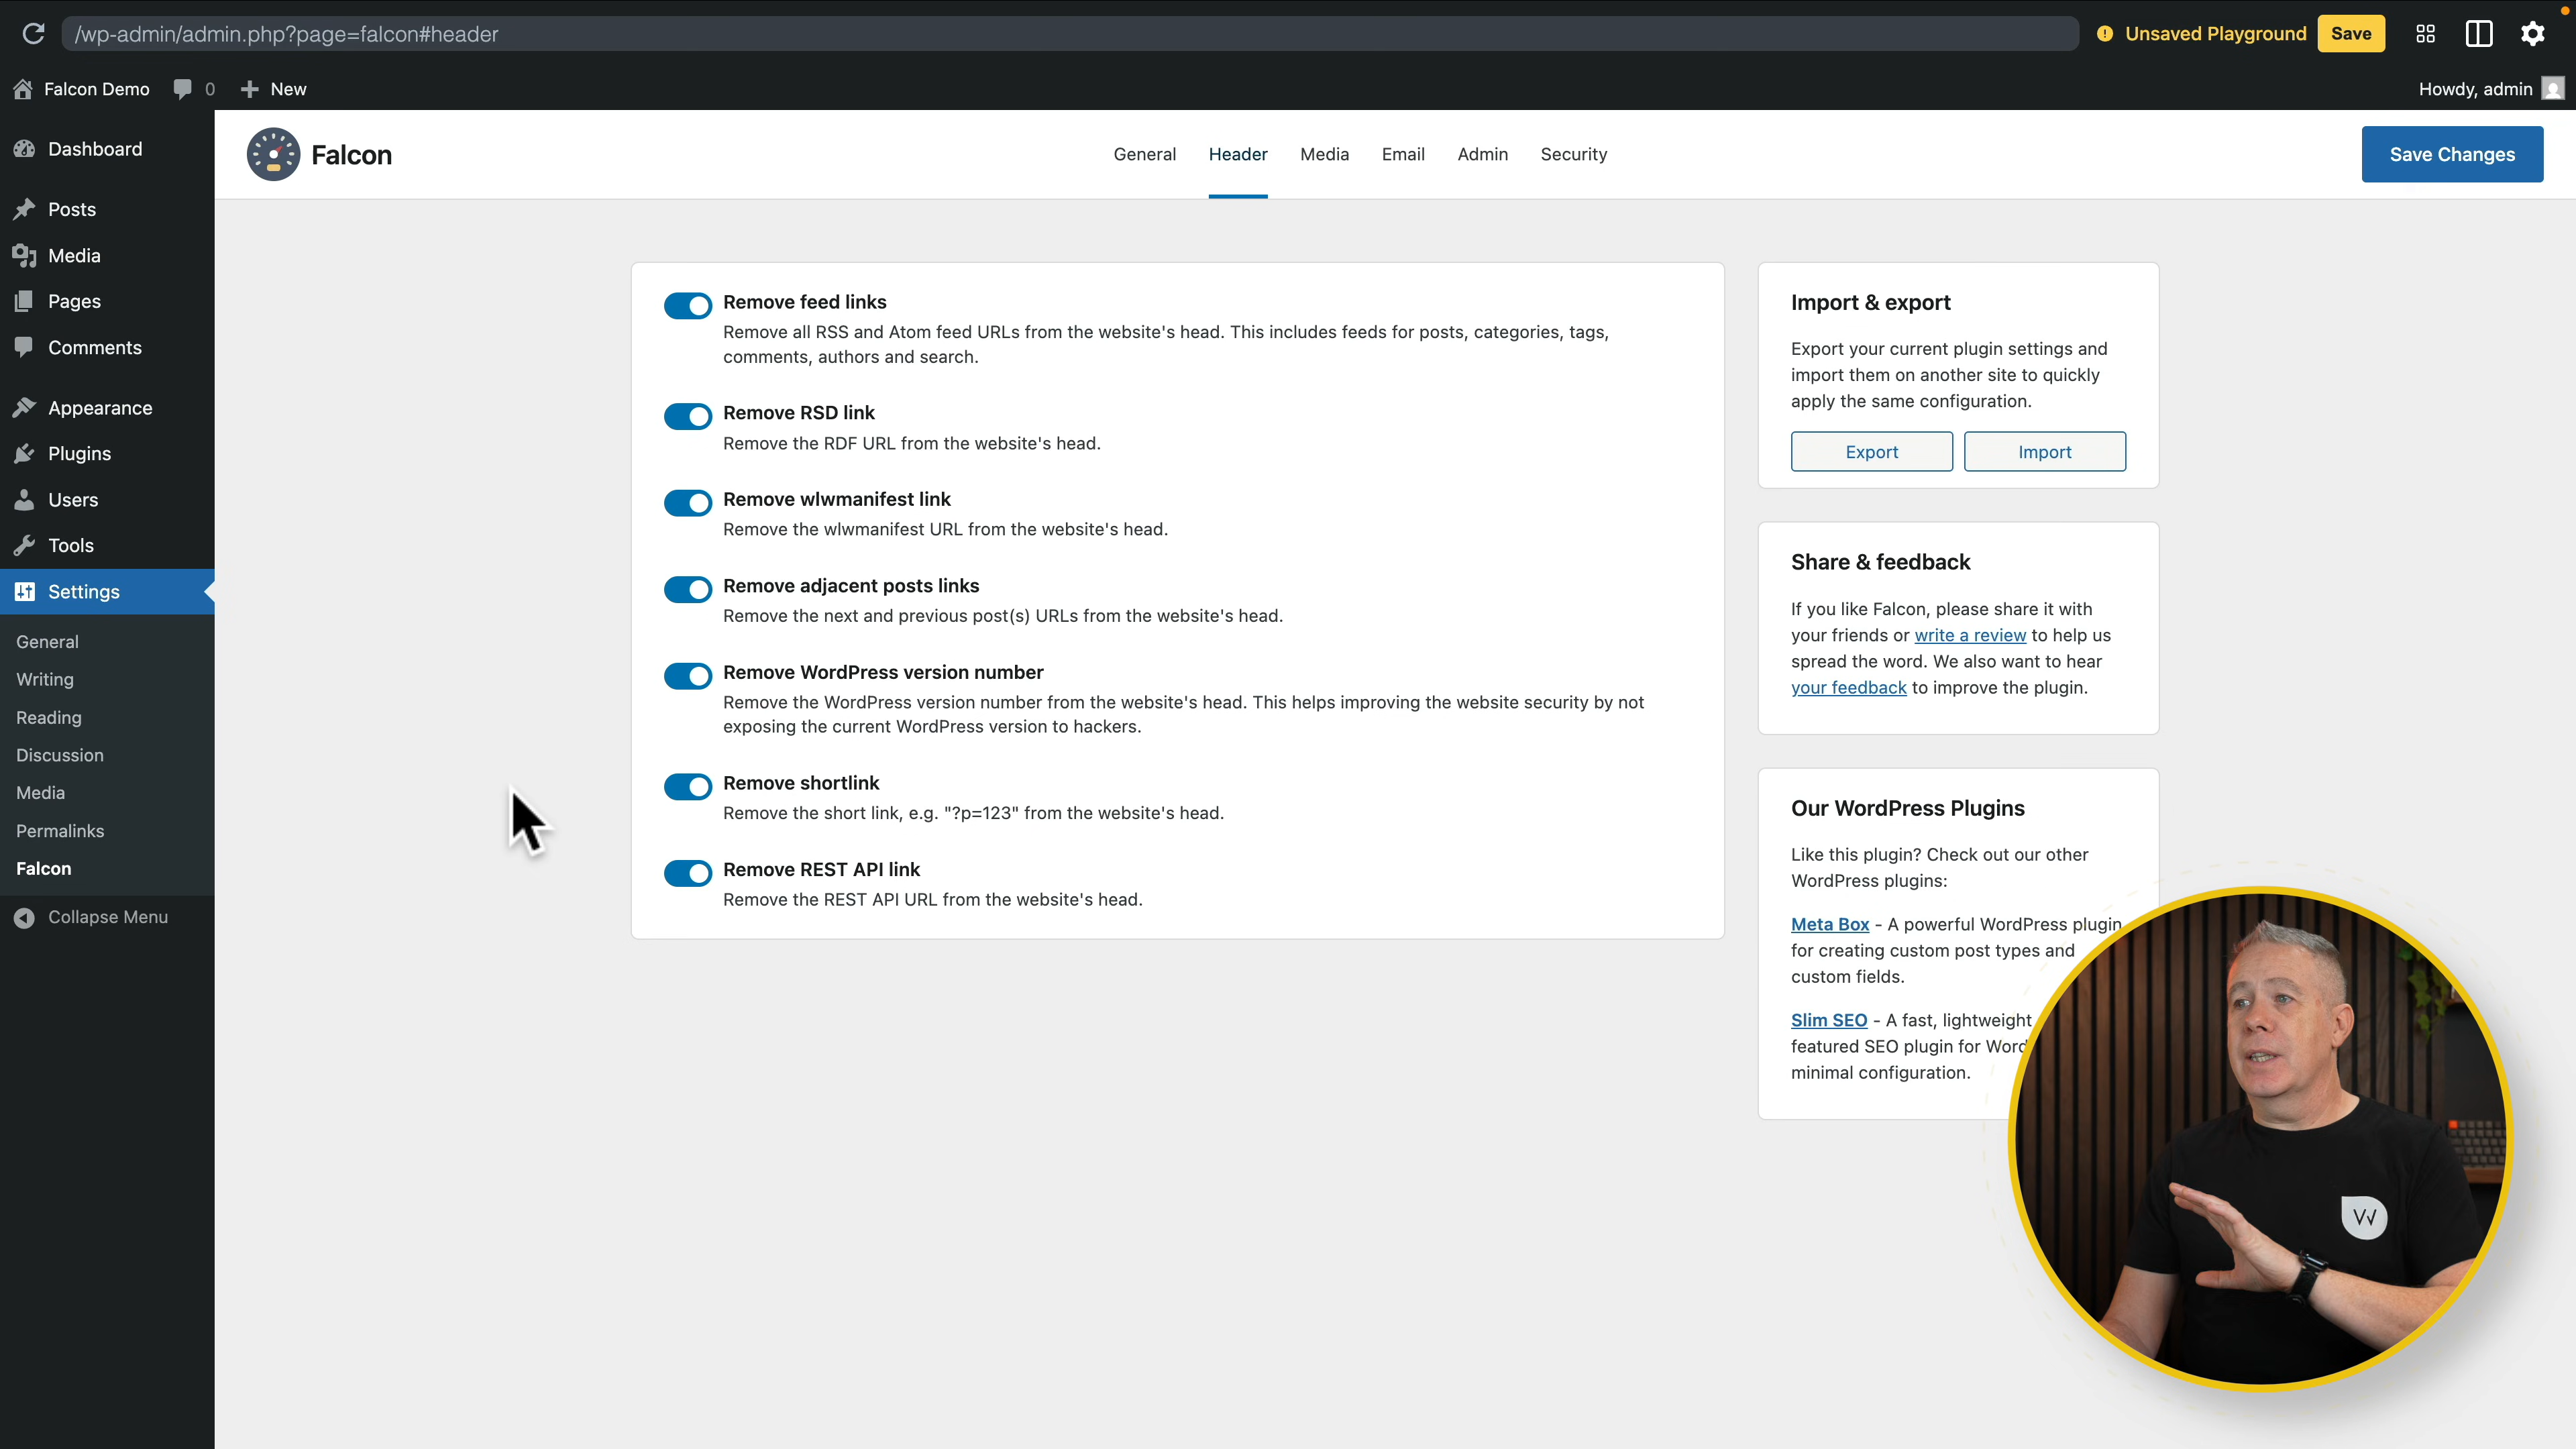 /wp-admin/admin.php?page=falcon#header
Unsaved Playground
Save
Falcon Demo
0
New
Howdy, admin
Dashboard
Posts
Media
Pages
Comments
Appearance
Plugins
Users
Tools
Settings
General
Writing
Reading
Discussion
Media
Permalinks
Falcon
Collapse Menu
Falcon
General
Header
Media
Email
Admin
Security
Save Changes
Remove feed links
Remove all RSS and Atom feed URLs from the website's head. This includes feeds for posts, categories, tags,
comments, authors and search.
Remove RSD link
Remove the RDF URL from the website's head.
Remove wlwmanifest link
Remove the wlwmanifest URL from the website's head.
Remove adjacent posts links
Remove the next and previous post(s) URLs from the website's head.
Remove WordPress version number
Remove the WordPress version number from the website's head. This helps improving the website security by not
exposing the current WordPress version to hackers.
Remove shortlink
Remove the short link, e.g. "?p=123" from the website's head.
Remove REST API link
Remove the REST API URL from the website's head.
Import & export
Export your current plugin settings and
import them on another site to quickly
apply the same configuration.
Export
Import
Share & feedback
If you like Falcon, please share it with
your friends or write a review to help us
spread the word. We also want to hear
your feedback to improve the plugin.
Our WordPress Plugins
Like this plugin? Check out our other
WordPress plugins:
Meta Box - A powerful WordPress plugin
for creating custom post types and
custom fields.
Slim SEO - A fast, lightweight
featured SEO plugin for Word
minimal configuration.
W